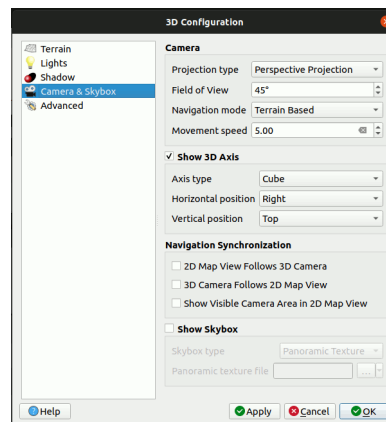 3D Configuration
Terrain
Lights
Shadow
Camera & Skybox
Advanced
Camera
Projection type Perspective Projection
Field of View 45°
Navigation mode Terrain Based
Movement speed 5.00
Show 3D Axis
Axis type Cube
Horizontal position Right
Vertical position Top
Navigation Synchronization
2D Map View Follows 3D Camera
3D Camera Follows 2D Map View
Show Visible Camera Area in 2D Map View
Show Skybox
Skybox type Panoramic Texture
Panoramic texture file ...
Help Apply Cancel OK